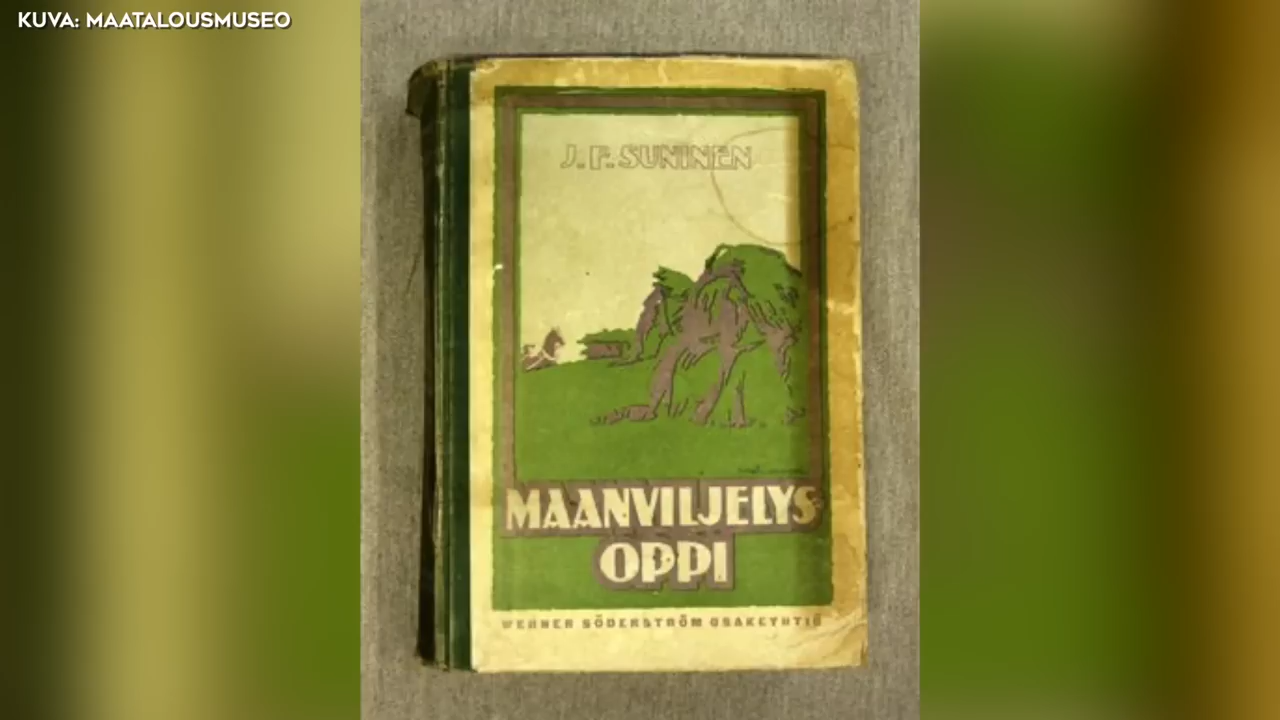 KUVA: MAATALOUSMUSEO
J. F. SUNINEN
MAANVILJELYS-
OPPI
WERNER SÖDERSTRÖM OSAKEYHTIÖ